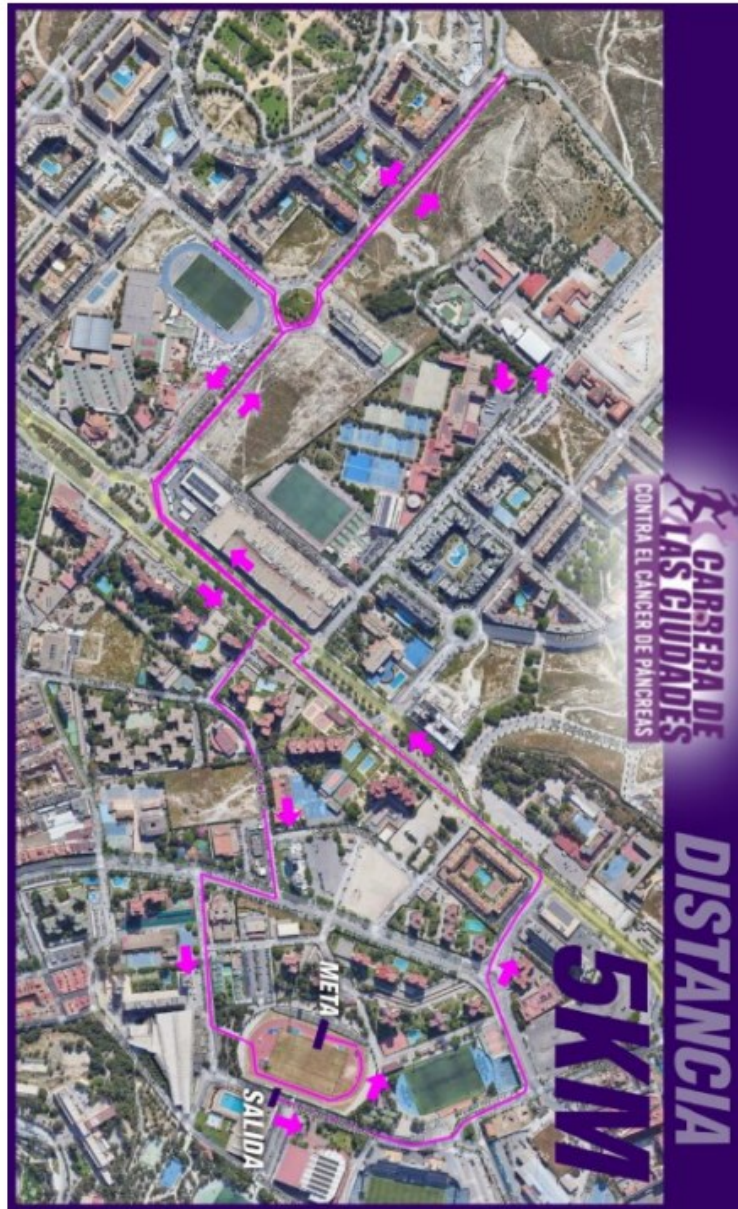 CARRERA DE
LAS CIUDADES
CONTRA EL CÁNCER DE PÁNCREAS
DISTANCIA
5KM
META
SALIDA